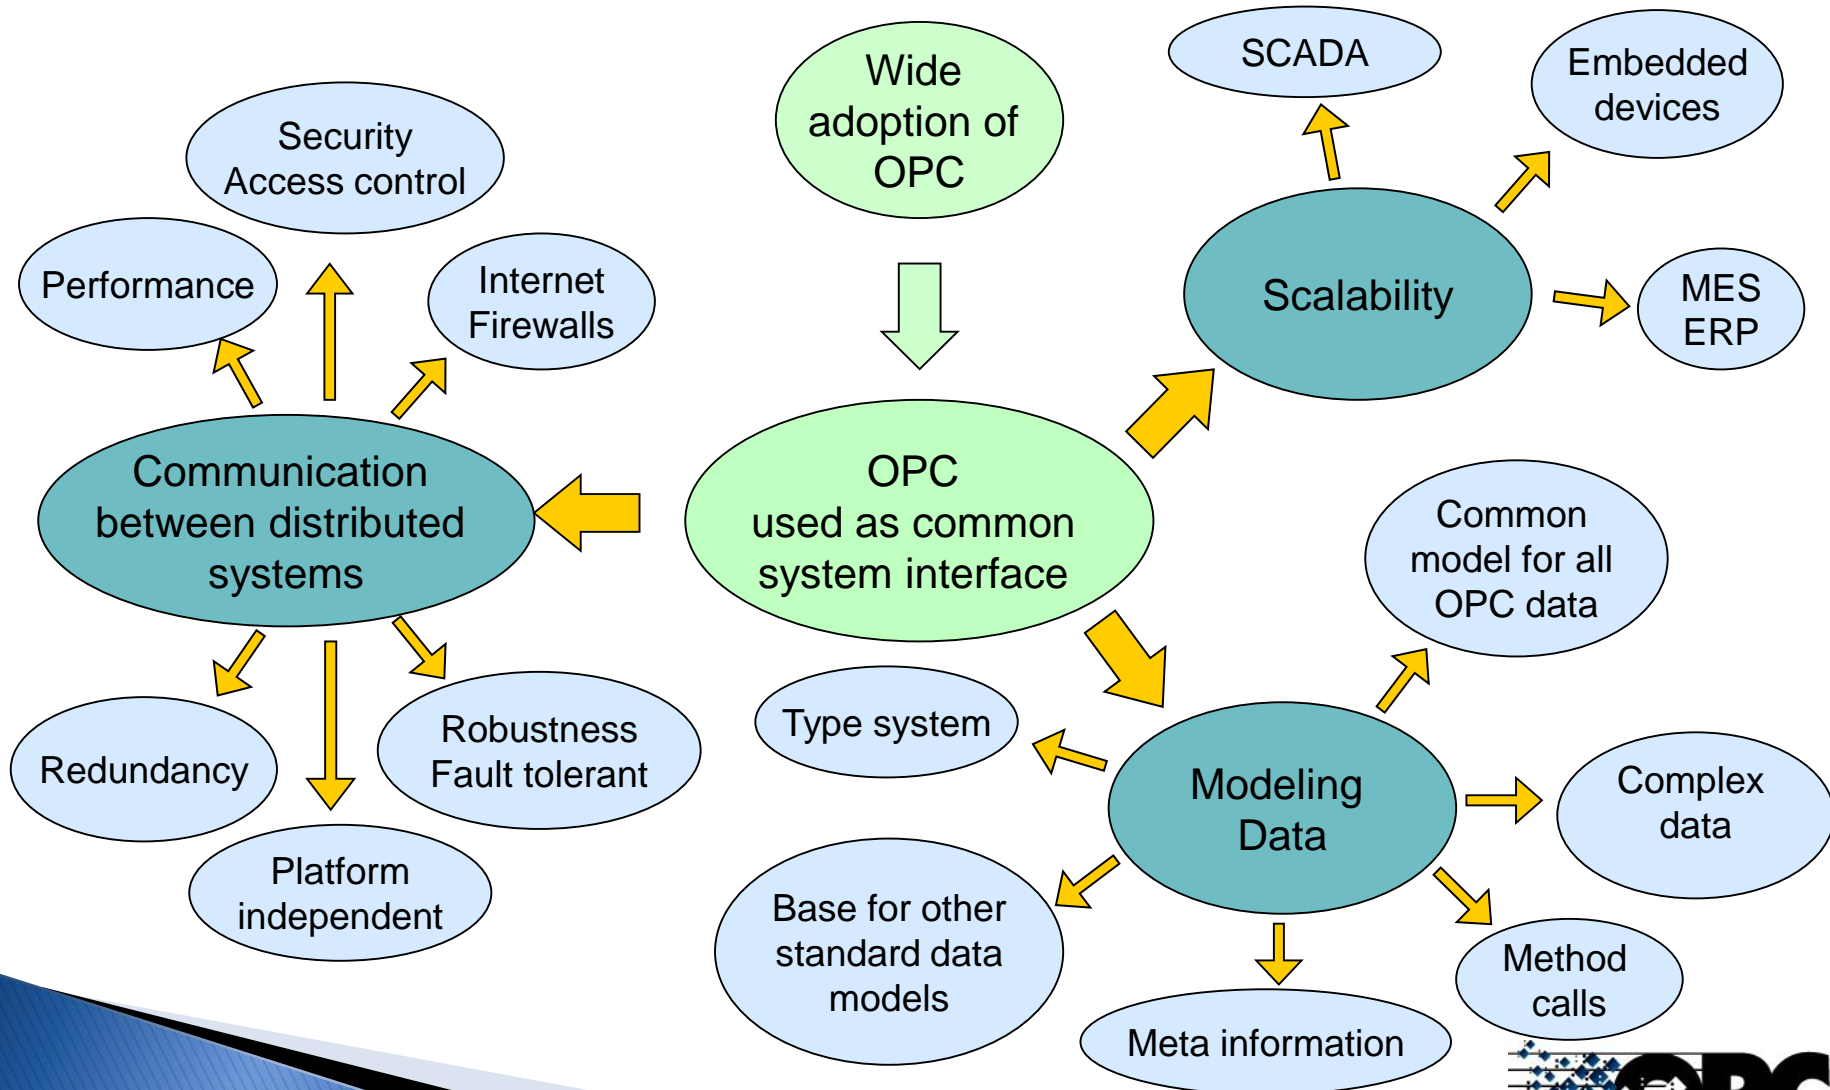 Wide
adoption of
OPC
SCADA
Embedded
devices
Security
Access control
Performance
Internet
Firewalls
Scalability
MES
ERP
Communication
between distributed
systems
OPC
used as common
system interface
Common
model for all
OPC data
Type system
Redundancy
Robustness
Fault tolerant
Modeling
Data
Complex
data
Platform
independent
Base for other
standard data
models
Method
calls
Meta information
OPC